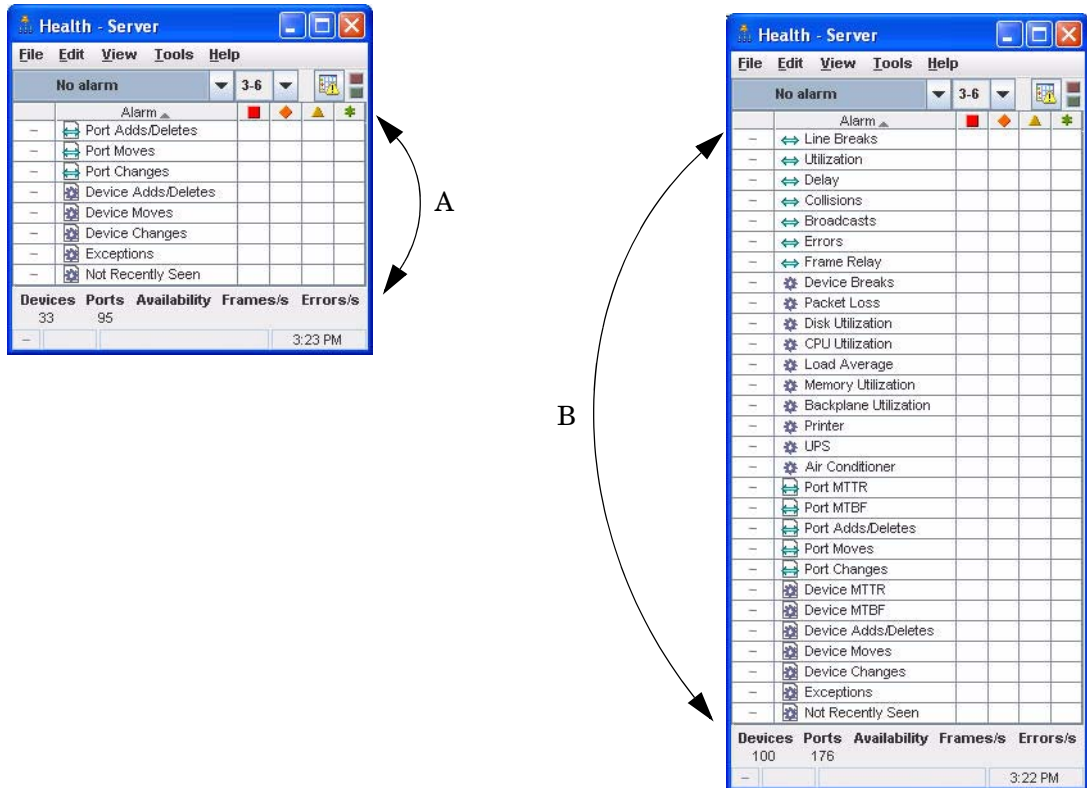 Health - Server
File Edit View Tools Help
No alarm 3-6
Alarm
– Port Adds/Deletes
– Port Moves
– Port Changes
– Device Adds/Deletes
– Device Moves
– Device Changes
– Exceptions
– Not Recently Seen
Devices Ports Availability Frames/s Errors/s
33 95
– 3:23 PM
A
B
Health - Server
File Edit View Tools Help
No alarm 3-6
Alarm
– Line Breaks
– Utilization
– Delay
– Collisions
– Broadcasts
– Errors
– Frame Relay
– Device Breaks
– Packet Loss
– Disk Utilization
– CPU Utilization
– Load Average
– Memory Utilization
– Backplane Utilization
– Printer
– UPS
– Air Conditioner
– Port MTTR
– Port MTBF
– Port Adds/Deletes
– Port Moves
– Port Changes
– Device MTTR
– Device MTBF
– Device Adds/Deletes
– Device Moves
– Device Changes
– Exceptions
– Not Recently Seen
Devices Ports Availability Frames/s Errors/s
100 176
– 3:22 PM